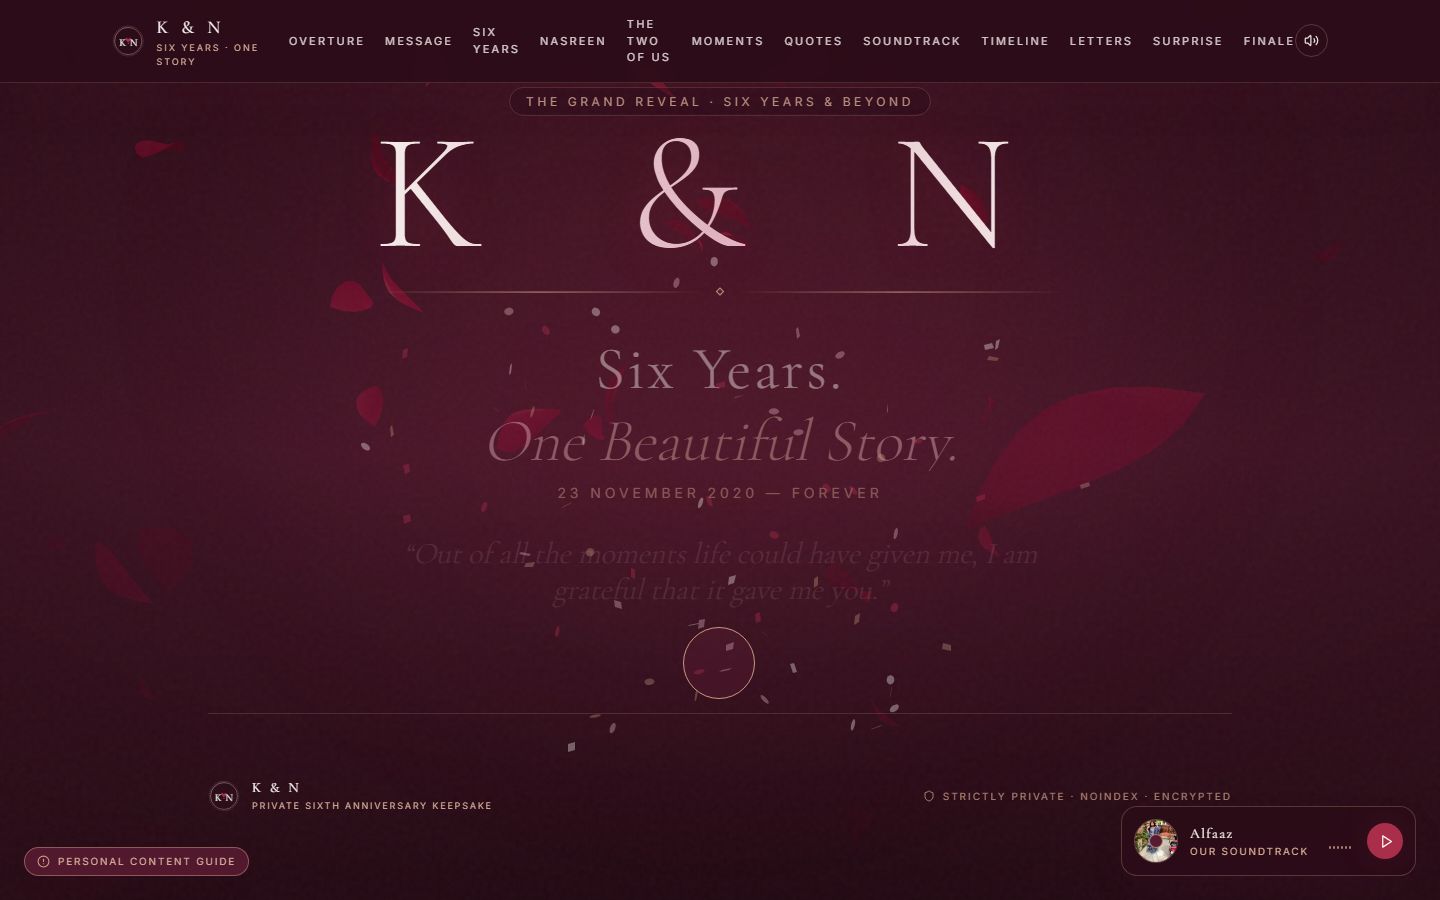 K & N
SIX YEARS · ONE
STORY
OVERTURE
MESSAGE
SIX
YEARS
NASREEN
THE
TWO
OF US
MOMENTS
QUOTES
SOUNDTRACK
TIMELINE
LETTERS
SURPRISE
FINALE
THE GRAND REVEAL · SIX YEARS & BEYOND
K & N
Six Years.
One Beautiful Story.
23 NOVEMBER 2020 — FOREVER
“Out of all the moments life could have given me, I am
grateful that it gave me you.”
K & N
PRIVATE SIXTH ANNIVERSARY KEEPSAKE
STRICTLY PRIVATE · NOINDEX · ENCRYPTED
PERSONAL CONTENT GUIDE
Alfaaz
OUR SOUNDTRACK